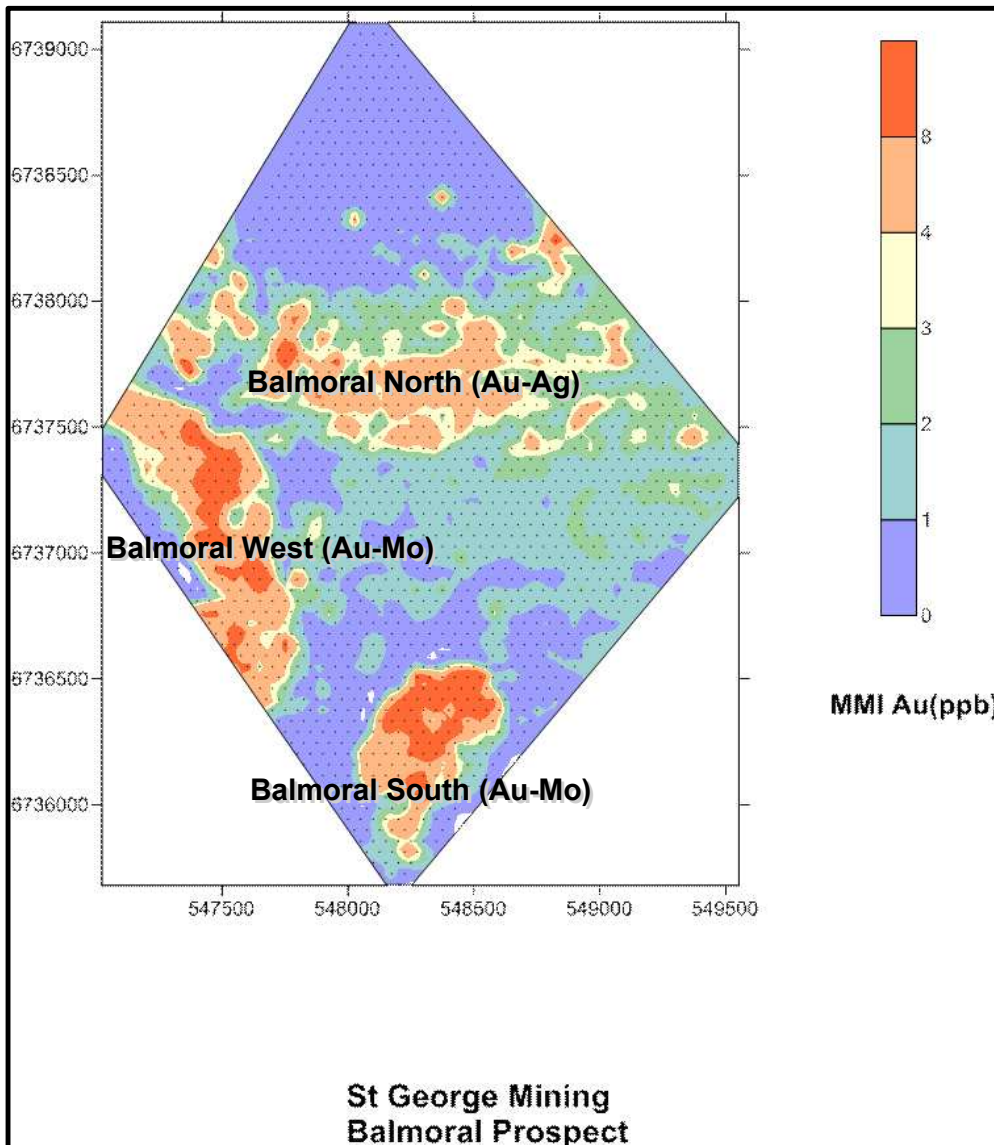 6739000
6736500
6738000
6737500
6737000
6736500
6736000
Balmoral North (Au-Ag)
Balmoral West (Au-Mo)
Balmoral South (Au-Mo)
547500 548000 548500 549000 549500
8
4
3
2
1
0
MMI Au(ppb)
St George Mining
Balmoral Prospect